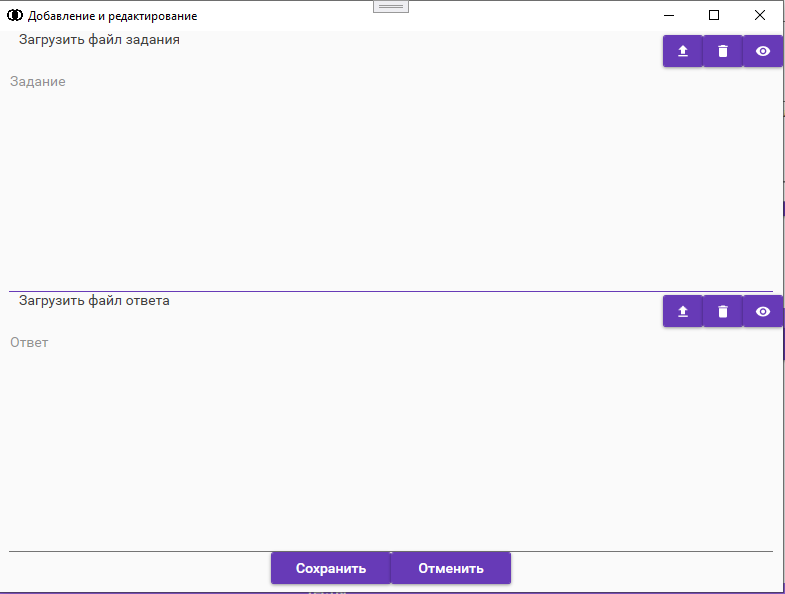 Добавление и редактирование
Загрузить файл задания
Задание
Загрузить файл ответа
Ответ
Сохранить Отменить